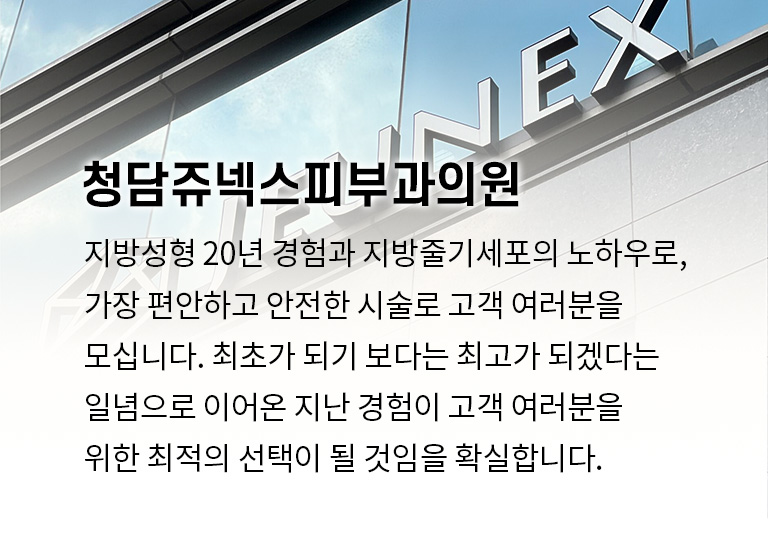 JEUNEX
청담쥬넥스피부과의원
지방성형 20년 경험과 지방줄기세포의 노하우로,
가장 편안하고 안전한 시술로 고객 여러분을
모십니다. 최초가 되기 보다는 최고가 되겠다는
일념으로 이어온 지난 경험이 고객 여러분을
위한 최적의 선택이 될 것임을 확실합니다.